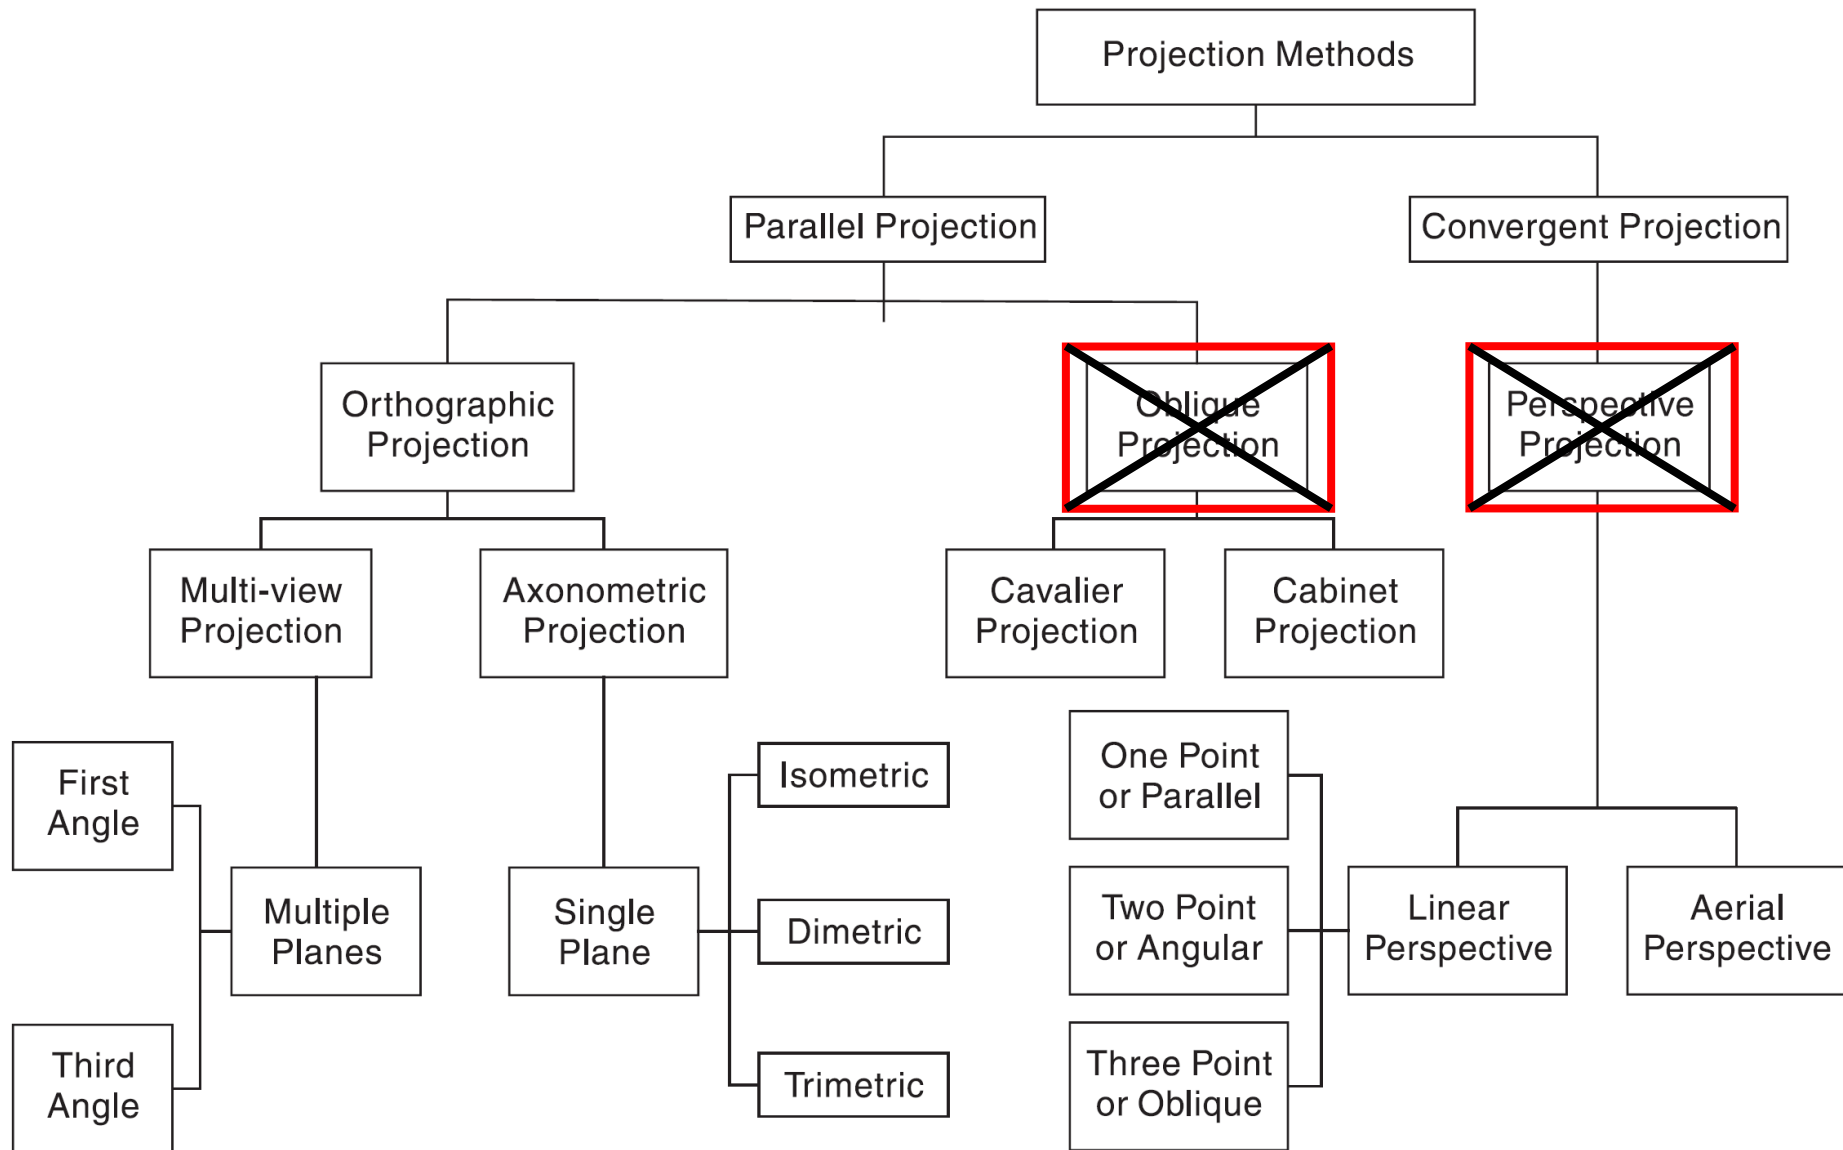 Projection Methods
Parallel Projection
Convergent Projection
Orthographic
Projection
Oblique
Projection
Perspective
Projection
Multi-view
Projection
Axonometric
Projection
Cavalier
Projection
Cabinet
Projection
First
Angle
Isometric
One Point
or Parallel
Multiple
Planes
Single
Plane
Dimetric
Two Point
or Angular
Linear
Perspective
Aerial
Perspective
Third
Angle
Trimetric
Three Point
or Oblique